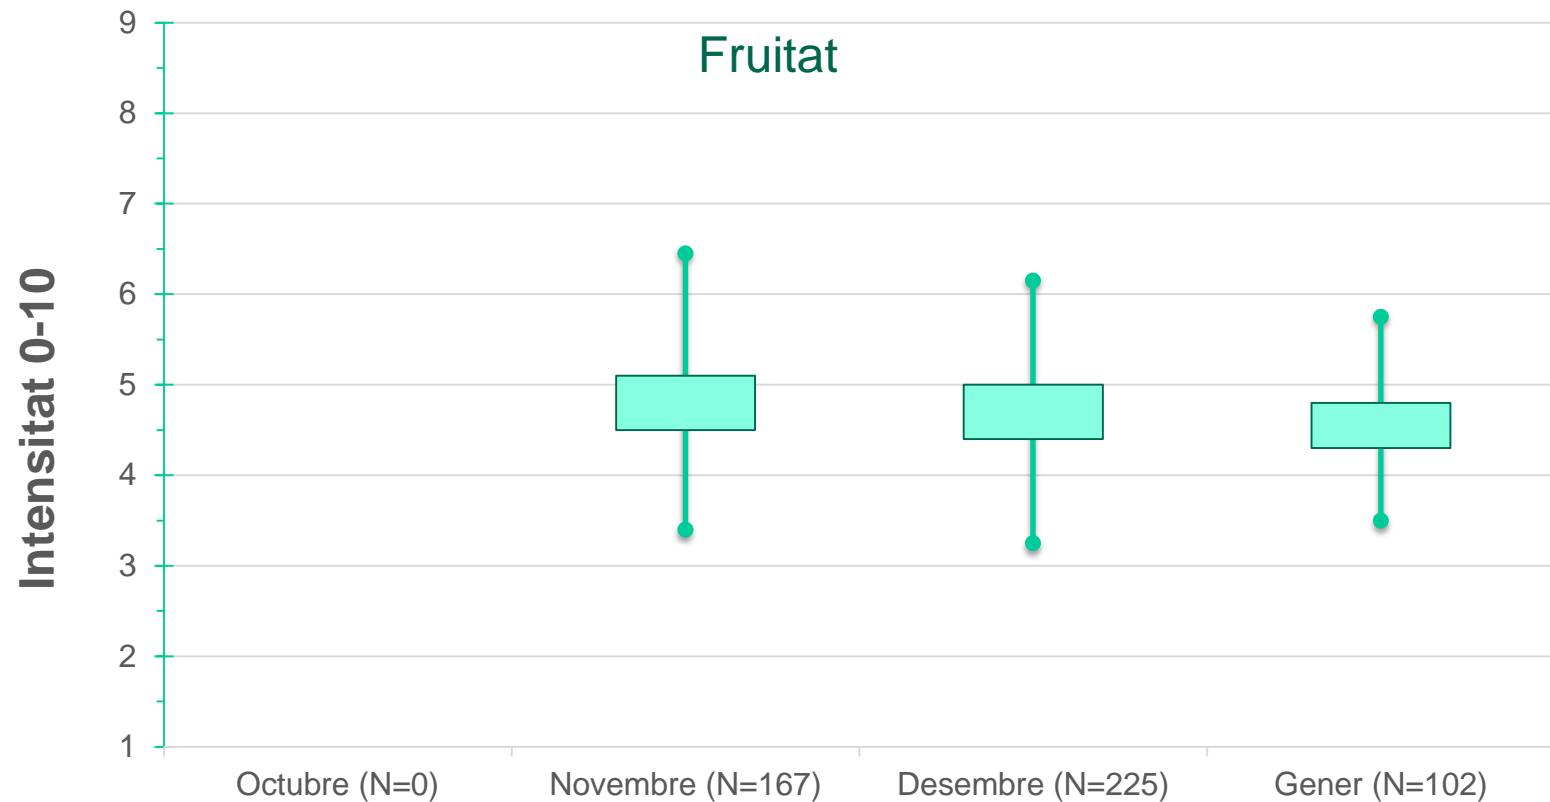 Fruitat
Intensitat 0-10
9
8
7
6
5
4
3
2
1
Octubre (N=0)
Novembre (N=167)
Desembre (N=225)
Gener (N=102)